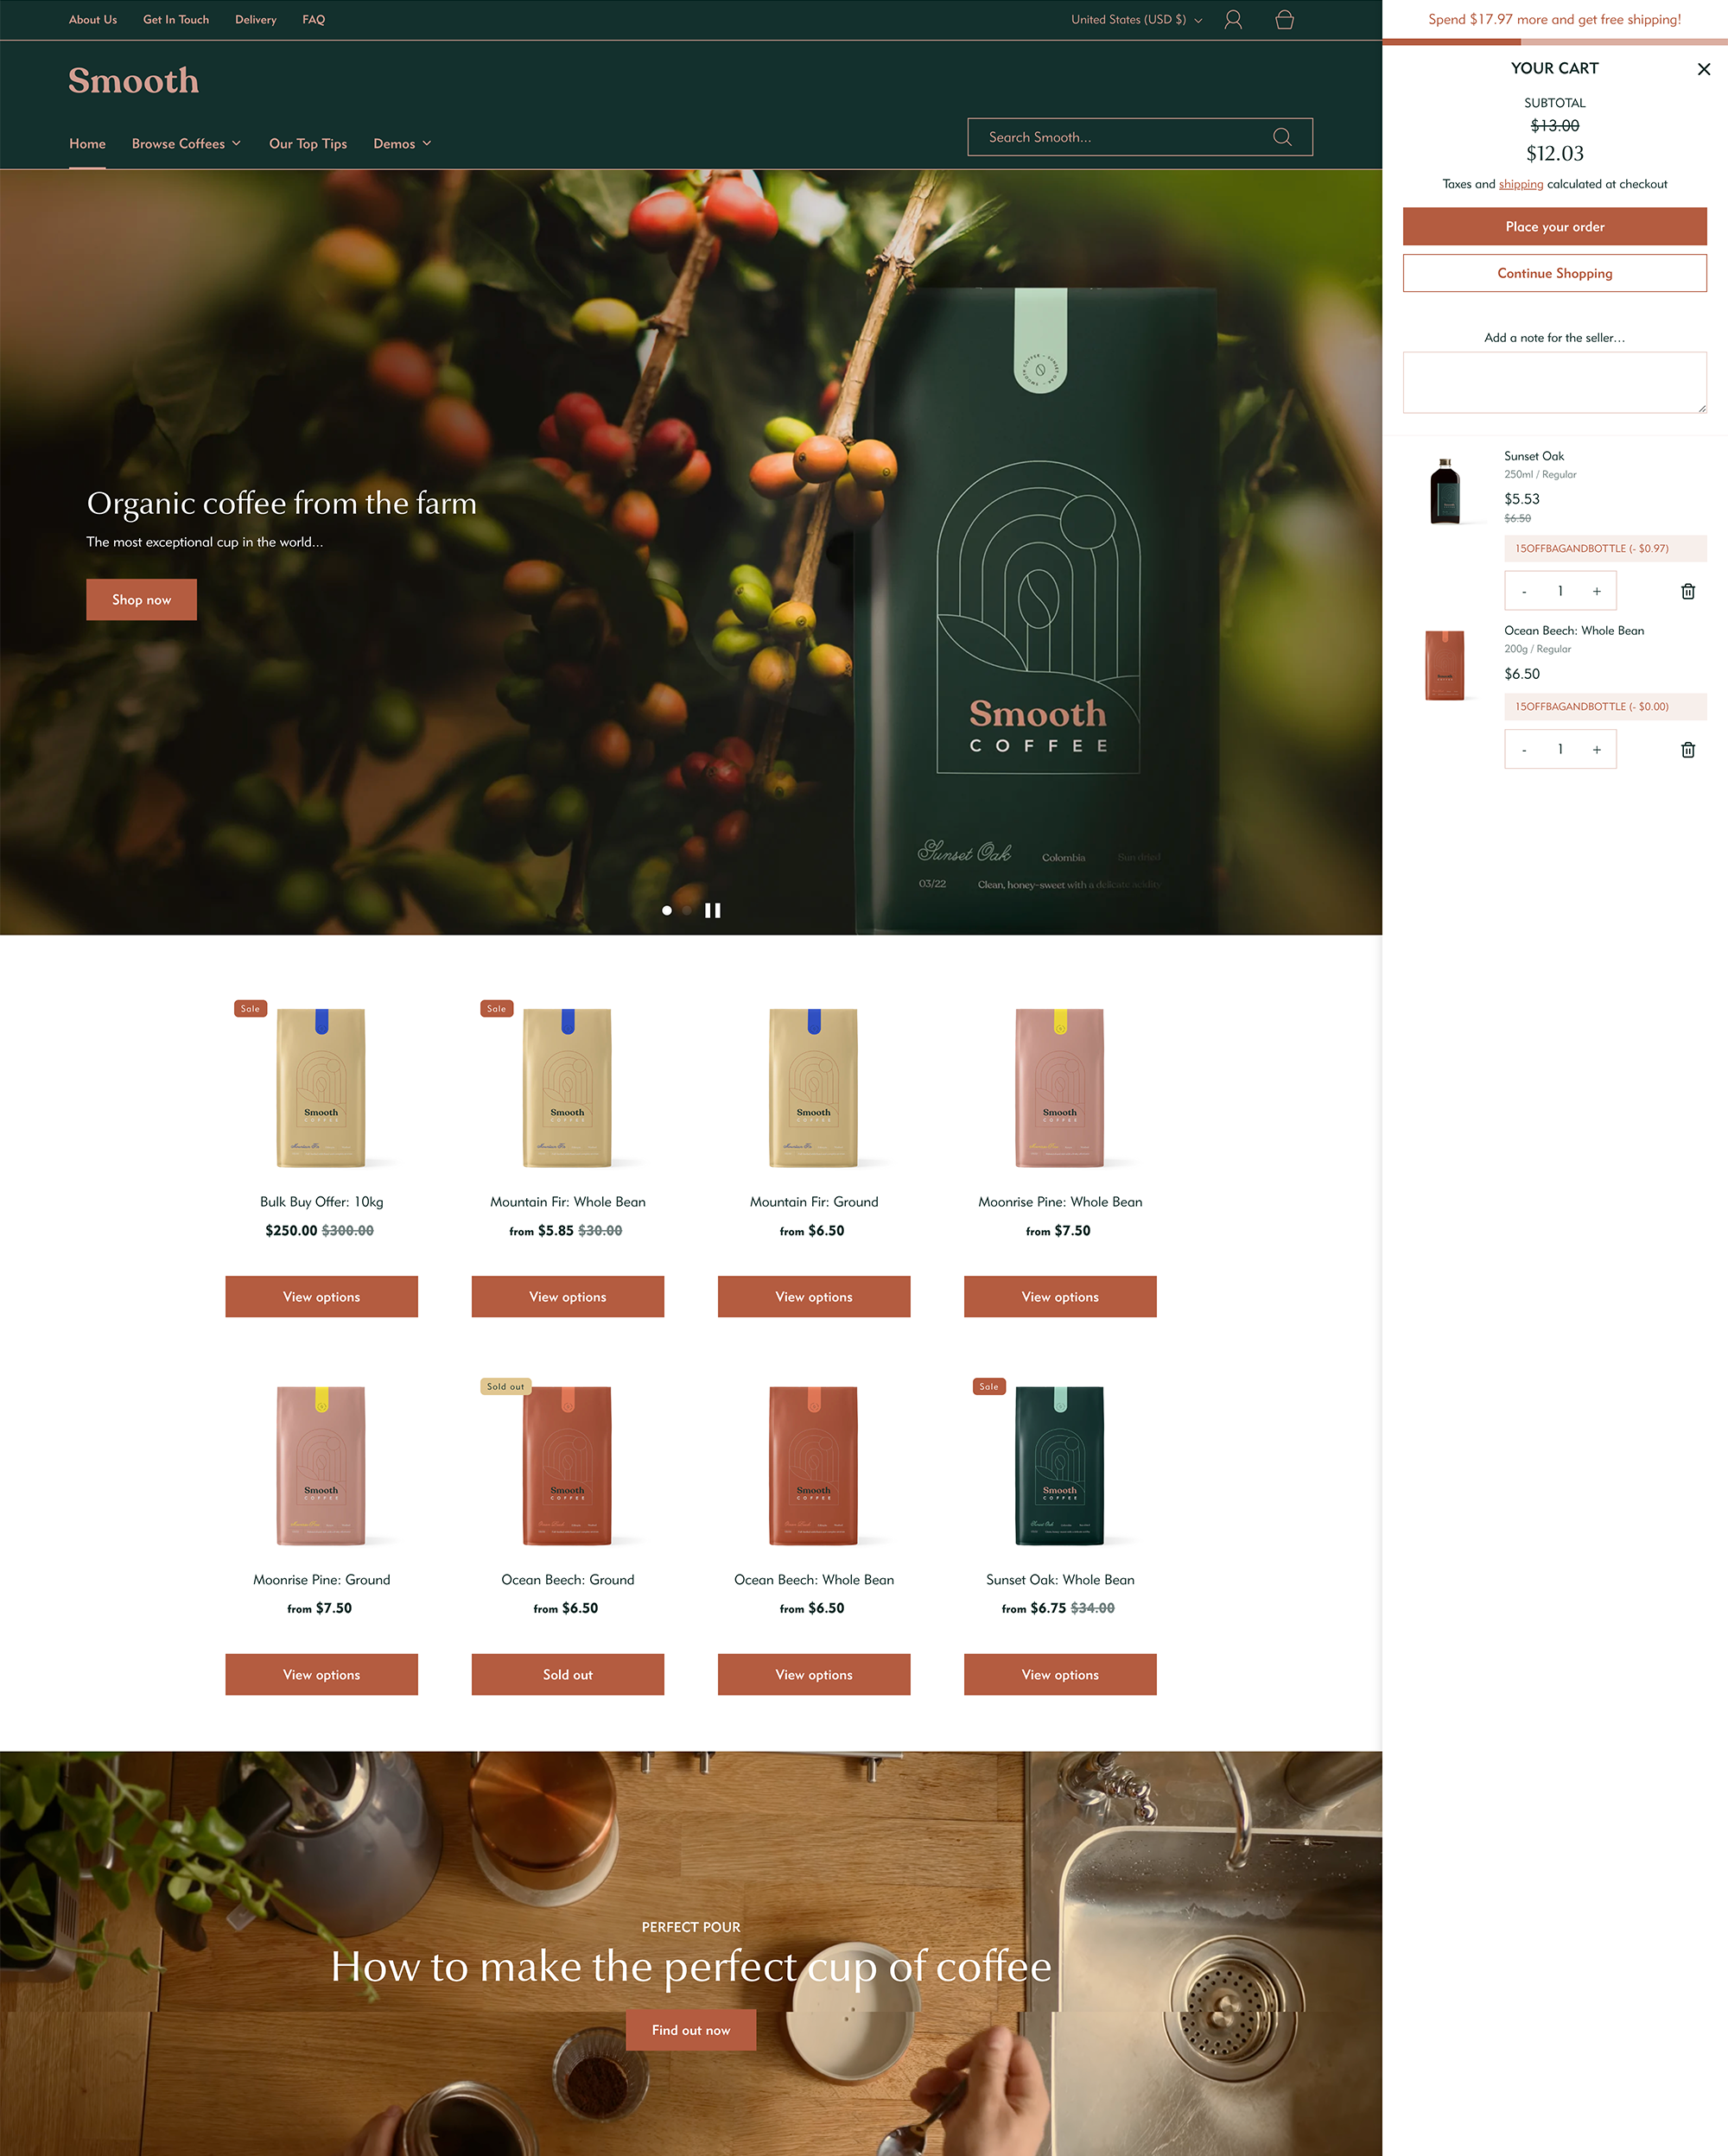 About Us Get In Touch Delivery FAQ
United States (USD $)
Smooth
Home Browse Coffees Our Top Tips Demos
Search Smooth...
Organic coffee from the farm
The most exceptional cup in the world...
Shop now
Smooth
COFFEE
Sunset Oak Colombia Sun dried
03/22 Clean, honey-sweet with a delicate acidity
Sale
Sale
Smooth
COFFEE
Smooth
COFFEE
Smooth
COFFEE
Smooth
COFFEE
Bulk Buy Offer: 10kg
$250.00 $300.00
View options
Mountain Fir: Whole Bean
from $5.85 $30.00
View options
Mountain Fir: Ground
from $6.50
View options
Moonrise Pine: Whole Bean
from $7.50
View options
Sold out
Sale
Smooth
COFFEE
Smooth
COFFEE
Smooth
COFFEE
Smooth
COFFEE
Moonrise Pine: Ground
from $7.50
View options
Ocean Beech: Ground
from $6.50
Sold out
Ocean Beech: Whole Bean
from $6.50
View options
Sunset Oak: Whole Bean
from $6.75 $34.00
View options
PERFECT POUR
How to make the perfect cup of coffee
Find out now
Spend $17.97 more and get free shipping!
YOUR CART
SUBTOTAL
$13.00
$12.03
Taxes and shipping calculated at checkout
Place your order
Continue Shopping
Add a note for the seller...
Sunset Oak
250ml / Regular
$5.53
$6.50
15OFFBAGANDBOTTLE (- $0.97)
- 1 +
Ocean Beech: Whole Bean
200g / Regular
$6.50
15OFFBAGANDBOTTLE (- $0.00)
- 1 +